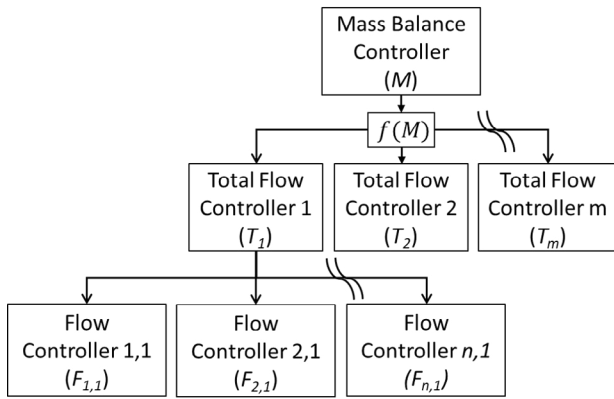 Mass Balance
Controller
(M)
f(M)
Total Flow
Controller 1
(T₁)
Total Flow
Controller 2
(T₂)
Total Flow
Controller m
(Tₘ)
Flow
Controller 1,1
(F₁,₁)
Flow
Controller 2,1
(F₂,₁)
Flow
Controller n,1
(Fₙ,₁)